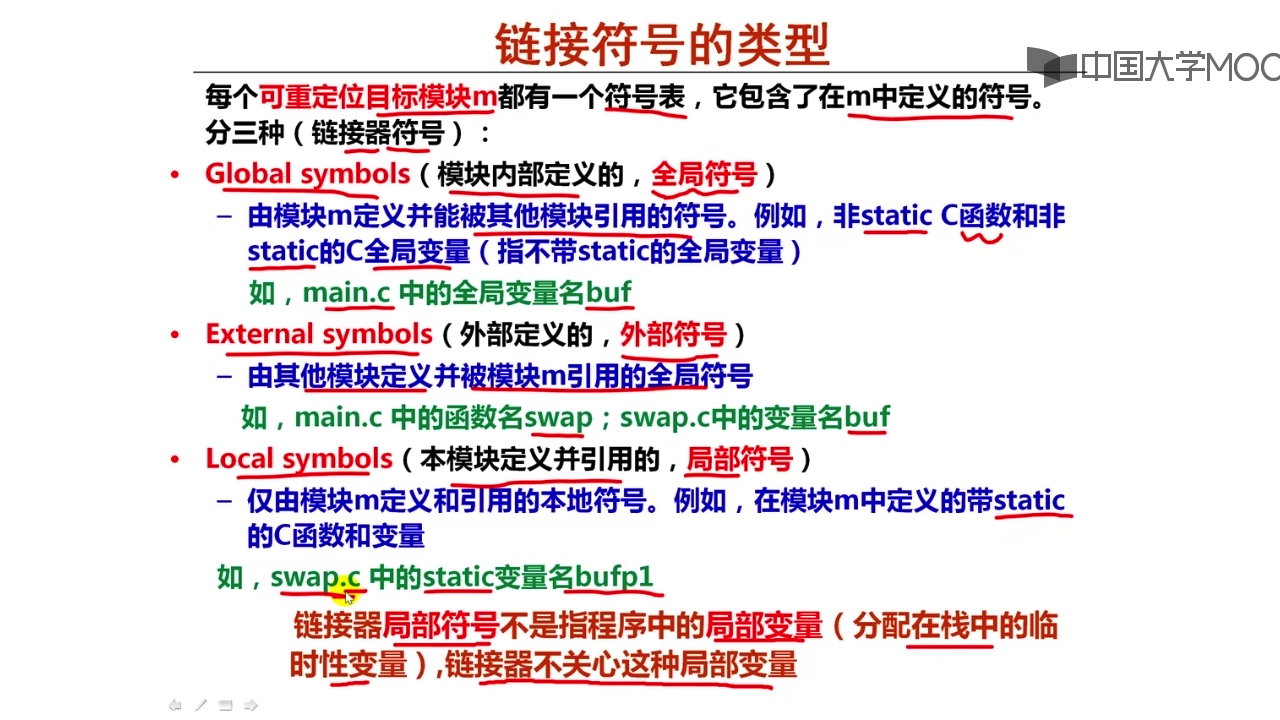 链接符号的类型
中国大学MOO
每个可重定位目标模块m都有一个符号表，它包含了在m中定义的符号。
分三种（链接器符号）：
• Global symbols（模块内部定义的，全局符号）
– 由模块m定义并能被其他模块引用的符号。例如，非static C函数和非
static的C全局变量（指不带static的全局变量）
如，main.c 中的全局变量名buf
• External symbols（外部定义的，外部符号）
– 由其他模块定义并被模块m引用的全局符号
如，main.c 中的函数名swap；swap.c中的变量名buf
• Local symbols（本模块定义并引用的，局部符号）
– 仅由模块m定义和引用的本地符号。例如，在模块m中定义的带static
的C函数和变量
如，swap.c 中的static变量名bufp1
链接器局部符号不是指程序中的局部变量（分配在栈中的临
时性变量）,链接器不关心这种局部变量